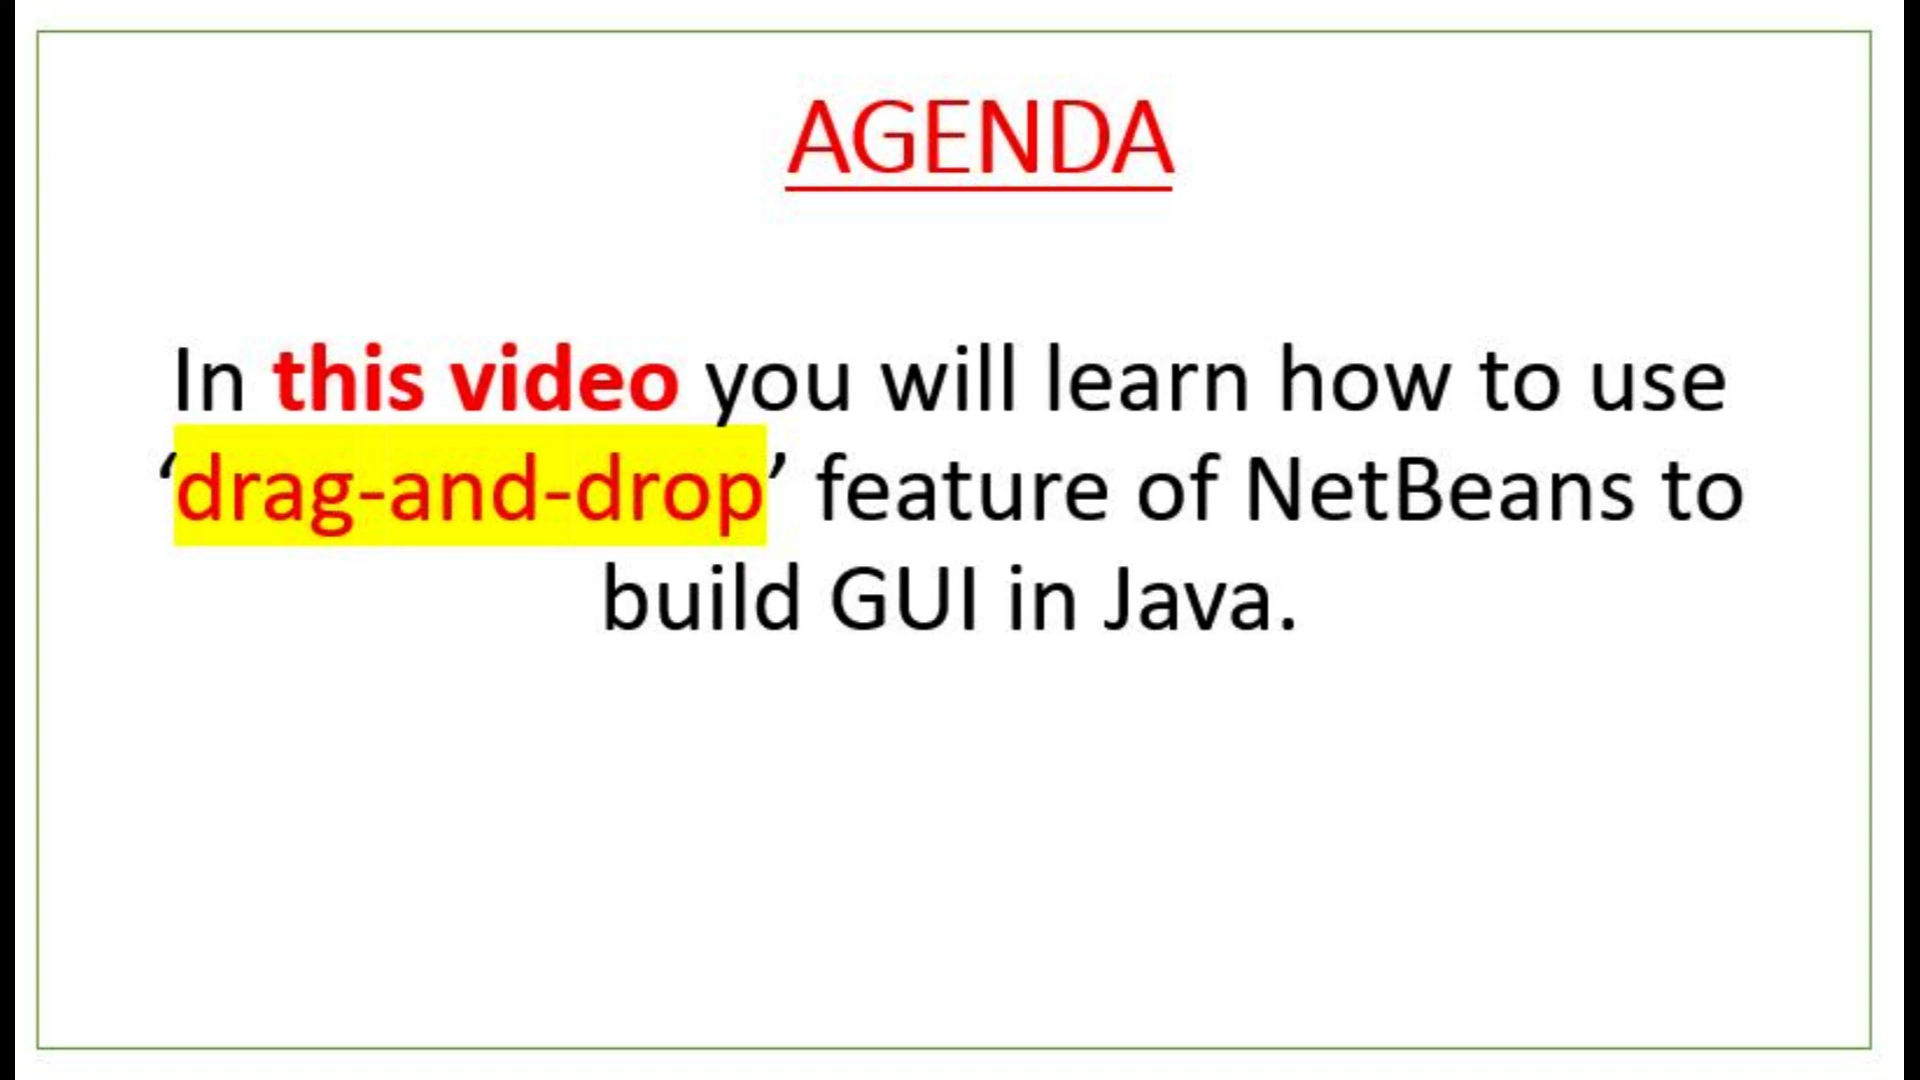 AGENDA
In this video you will learn how to use
‘drag-and-drop’ feature of NetBeans to
build GUI in Java.